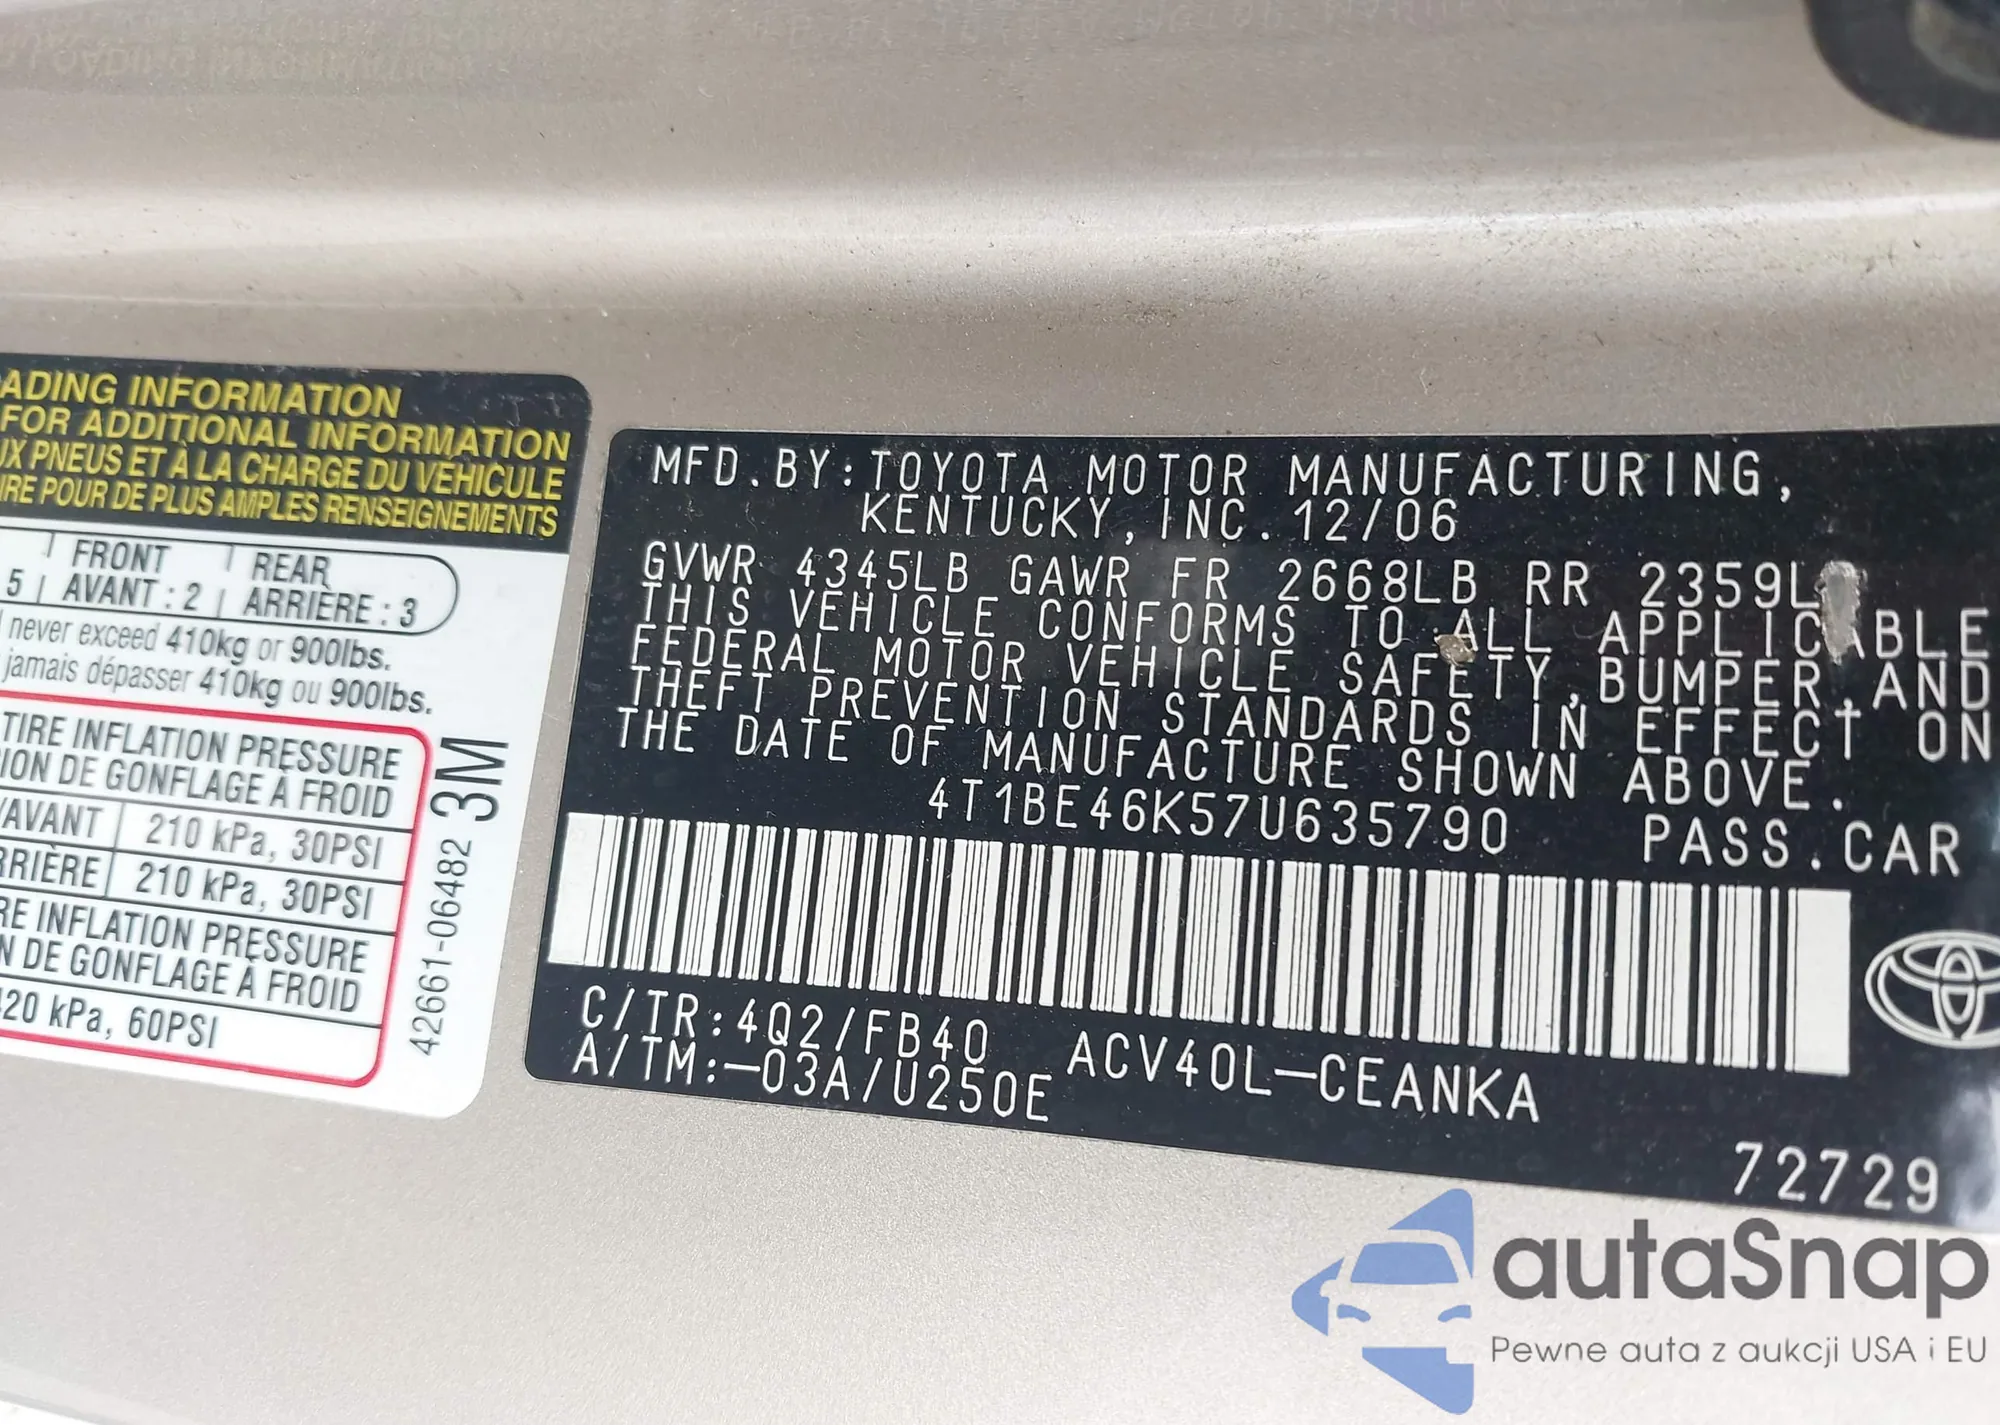 ADING INFORMATION
FOR ADDITIONAL INFORMATION
UX PNEUS ET À LA CHARGE DU VÉHICULE
IRE POUR DE PLUS AMPLES RENSEIGNEMENTS
FRONT REAR
5 AVANT : 2 ARRIÈRE : 3
never exceed 410kg or 900lbs.
jamais dépasser 410kg ou 900lbs.
TIRE INFLATION PRESSURE
ION DE GONFLAGE À FROID
/AVANT 210 kPa, 30PSI
RRIÈRE 210 kPa, 30PSI
RE INFLATION PRESSURE
N DE GONFLAGE À FROID
420 kPa, 60PSI
42661-06482 3M
MFD.BY:TOYOTA MOTOR MANUFACTURING,
KENTUCKY,INC.12/06
GVWR 4345LB GAWR FR 2668LB RR 2359L
THIS VEHICLE CONFORMS TO ALL APPLICABLE
FEDERAL MOTOR VEHICLE SAFETY,BUMPER,AND
THEFT PREVENTION STANDARDS IN EFFECT ON
THE DATE OF MANUFACTURE SHOWN ABOVE.
4T1BE46K57U635790 PASS.CAR
C/TR:4Q2/FB40 ACV40L-CEANKA
A/TM:-03A/U250E
72729
autaSnap
Pewne auta z aukcji USA i EU